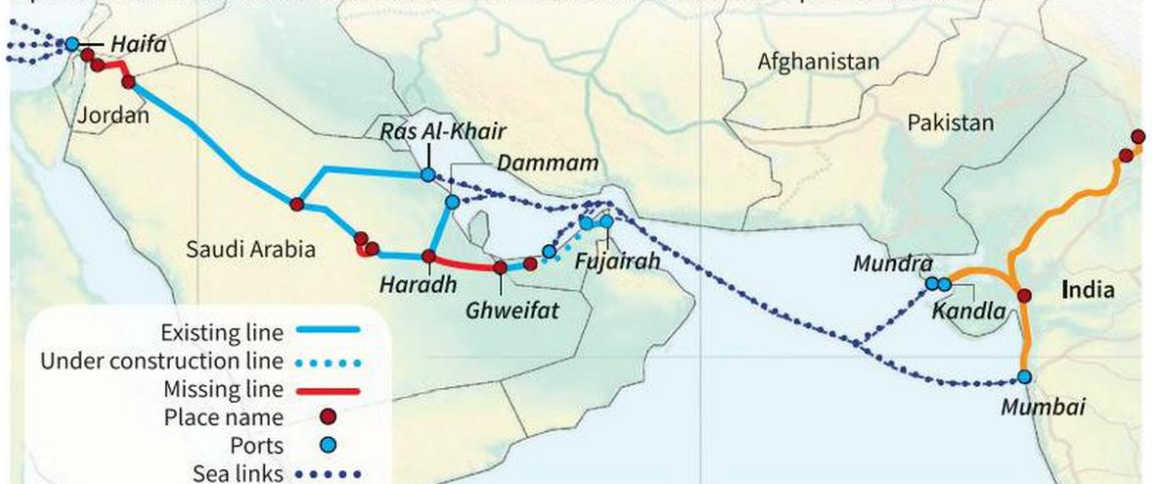 Haifa
Afghanistan
Jordan
Pakistan
Ras Al-Khair
Dammam
Saudi Arabia
Haradh
Ghweifat
Fujairah
Mundra
Kandla
India
Mumbai
Existing line
Under construction line
Missing line
Place name
Ports
Sea links